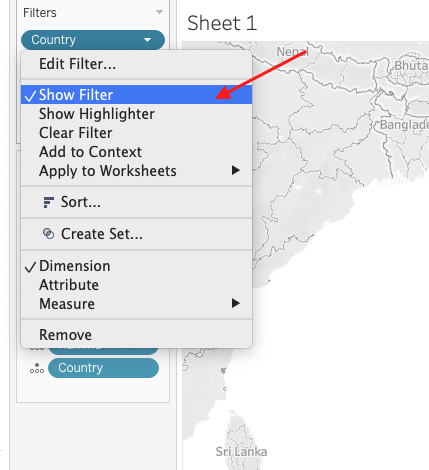 Filters
Sheet 1
Country
Nepal
Bhuta
Banglade
Edit Filter...
Show Filter
Show Highlighter
Clear Filter
Add to Context
Apply to Worksheets
Sort...
Create Set...
Dimension
Attribute
Measure
Remove
Country
Sri Lanka